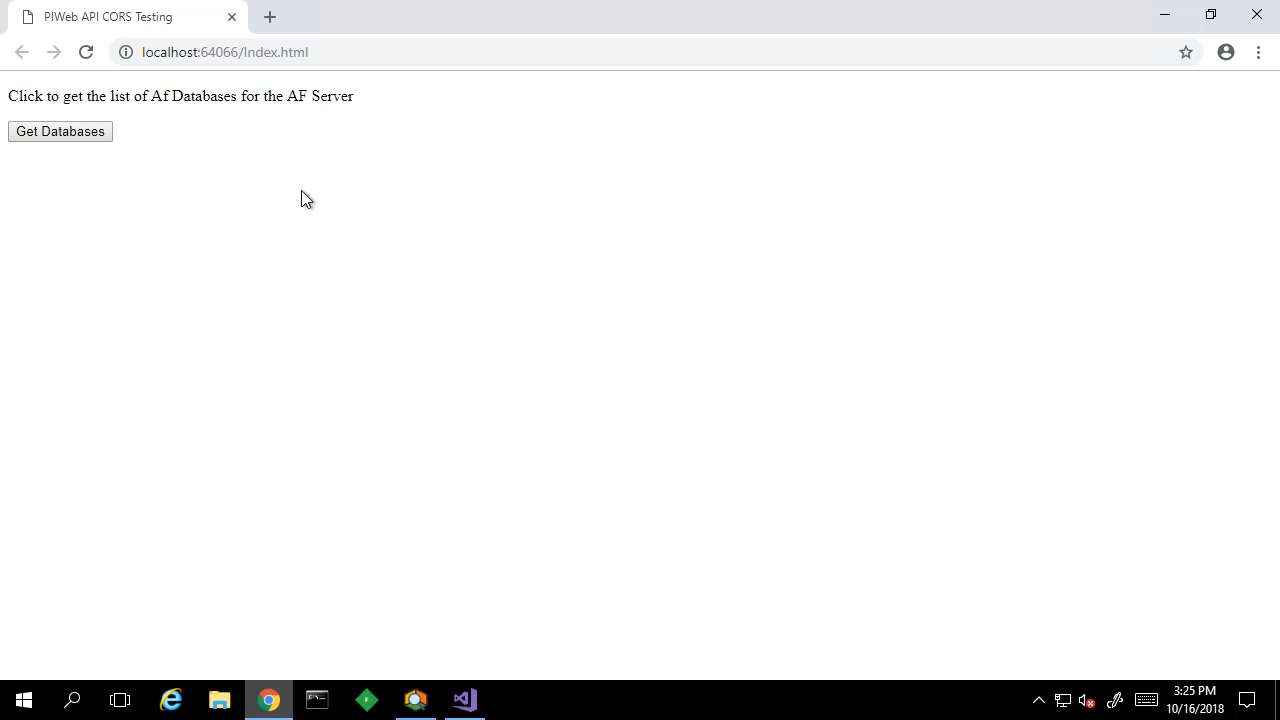 PIWeb API CORS Testing
localhost:64066/Index.html
Click to get the list of Af Databases for the AF Server
Get Databases
3:25 PM
10/16/2018